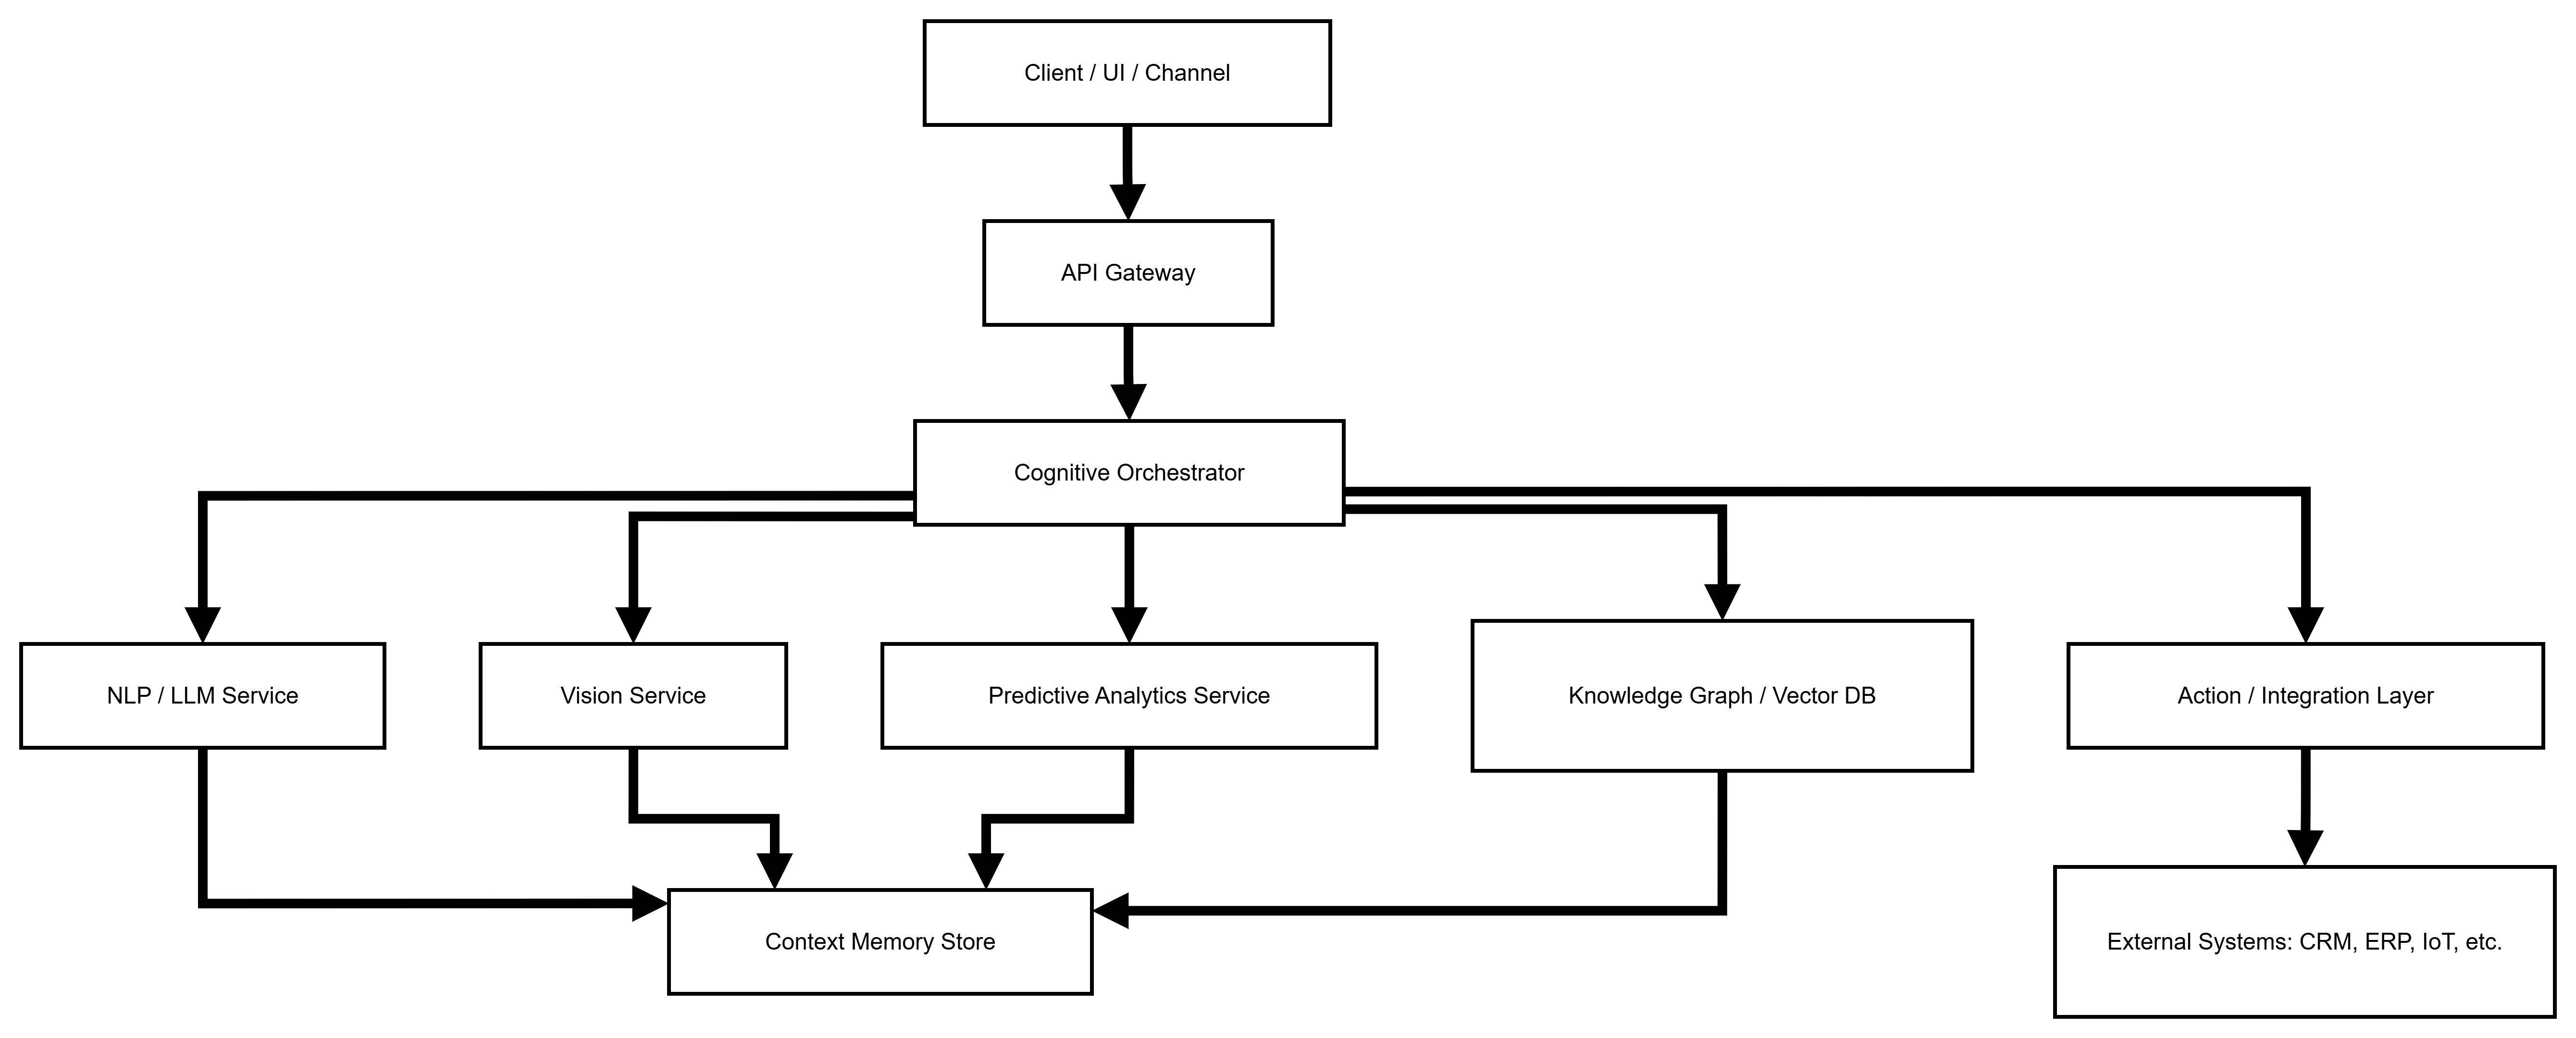 Client / UI / Channel
API Gateway
Cognitive Orchestrator
NLP / LLM Service
Vision Service
Predictive Analytics Service
Knowledge Graph / Vector DB
Action / Integration Layer
Context Memory Store
External Systems: CRM, ERP, IoT, etc.